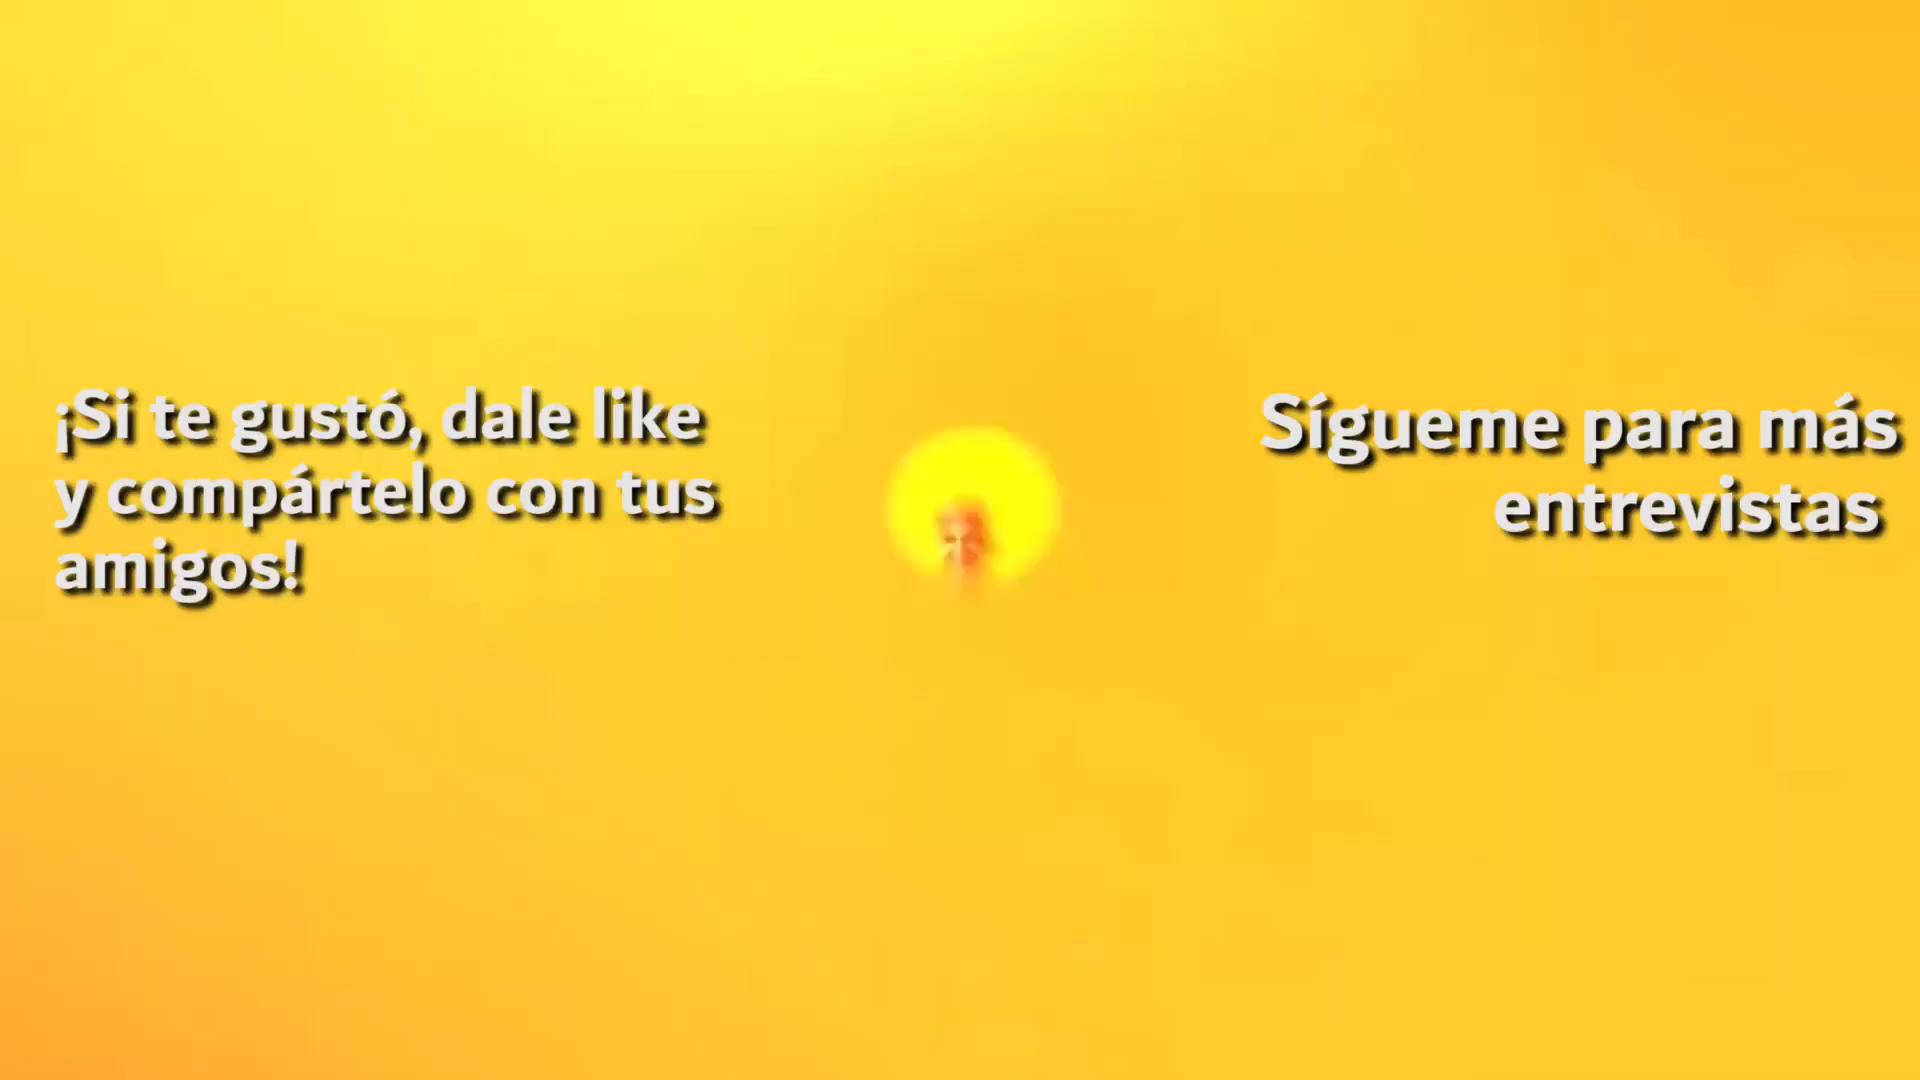 ¡Si te gustó, dale like
y compártelo con tus
amigos!
Sígueme para más
entrevistas